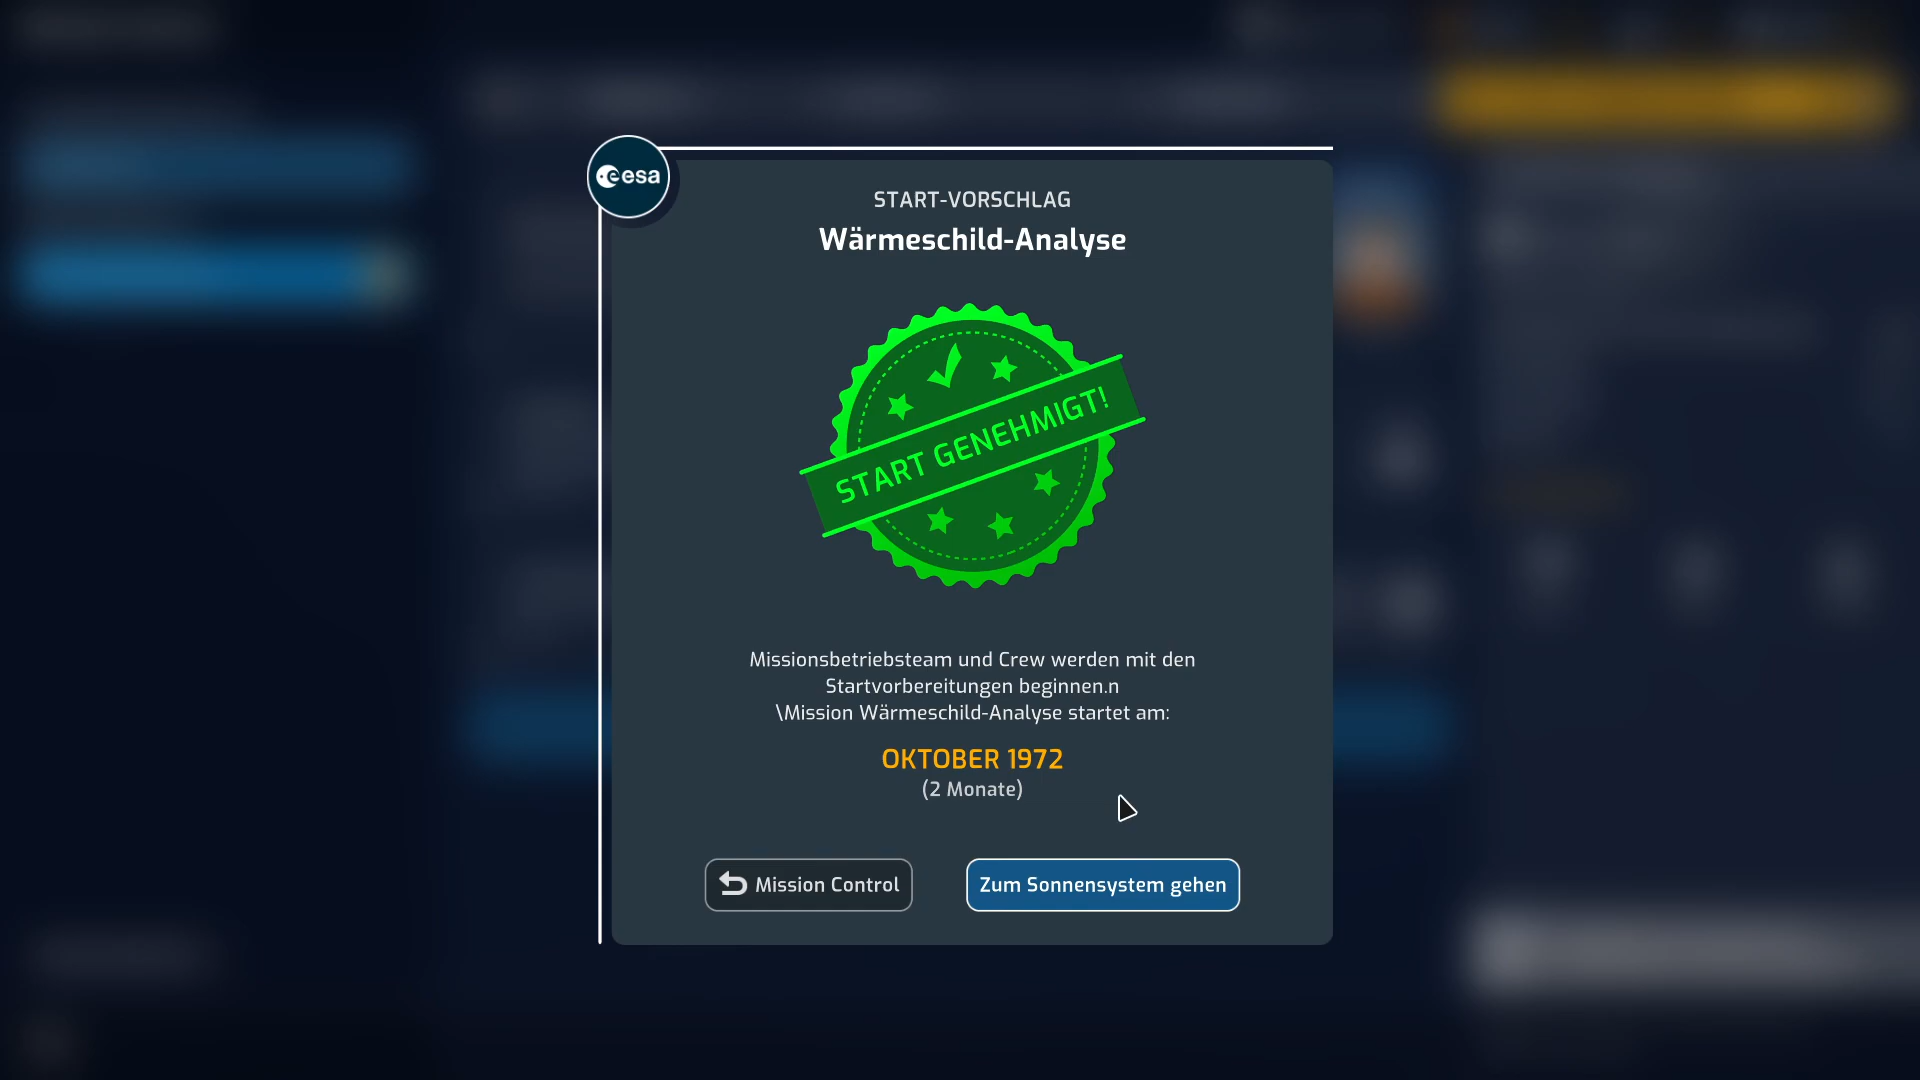 esa
START-VORSCHLAG
Wärmeschild-Analyse
START GENEHMIGT!
Missionsbetriebsteam und Crew werden mit den
Startvorbereitungen beginnen.n
\Mission Wärmeschild-Analyse startet am:
OKTOBER 1972
(2 Monate)
Mission Control
Zum Sonnensystem gehen